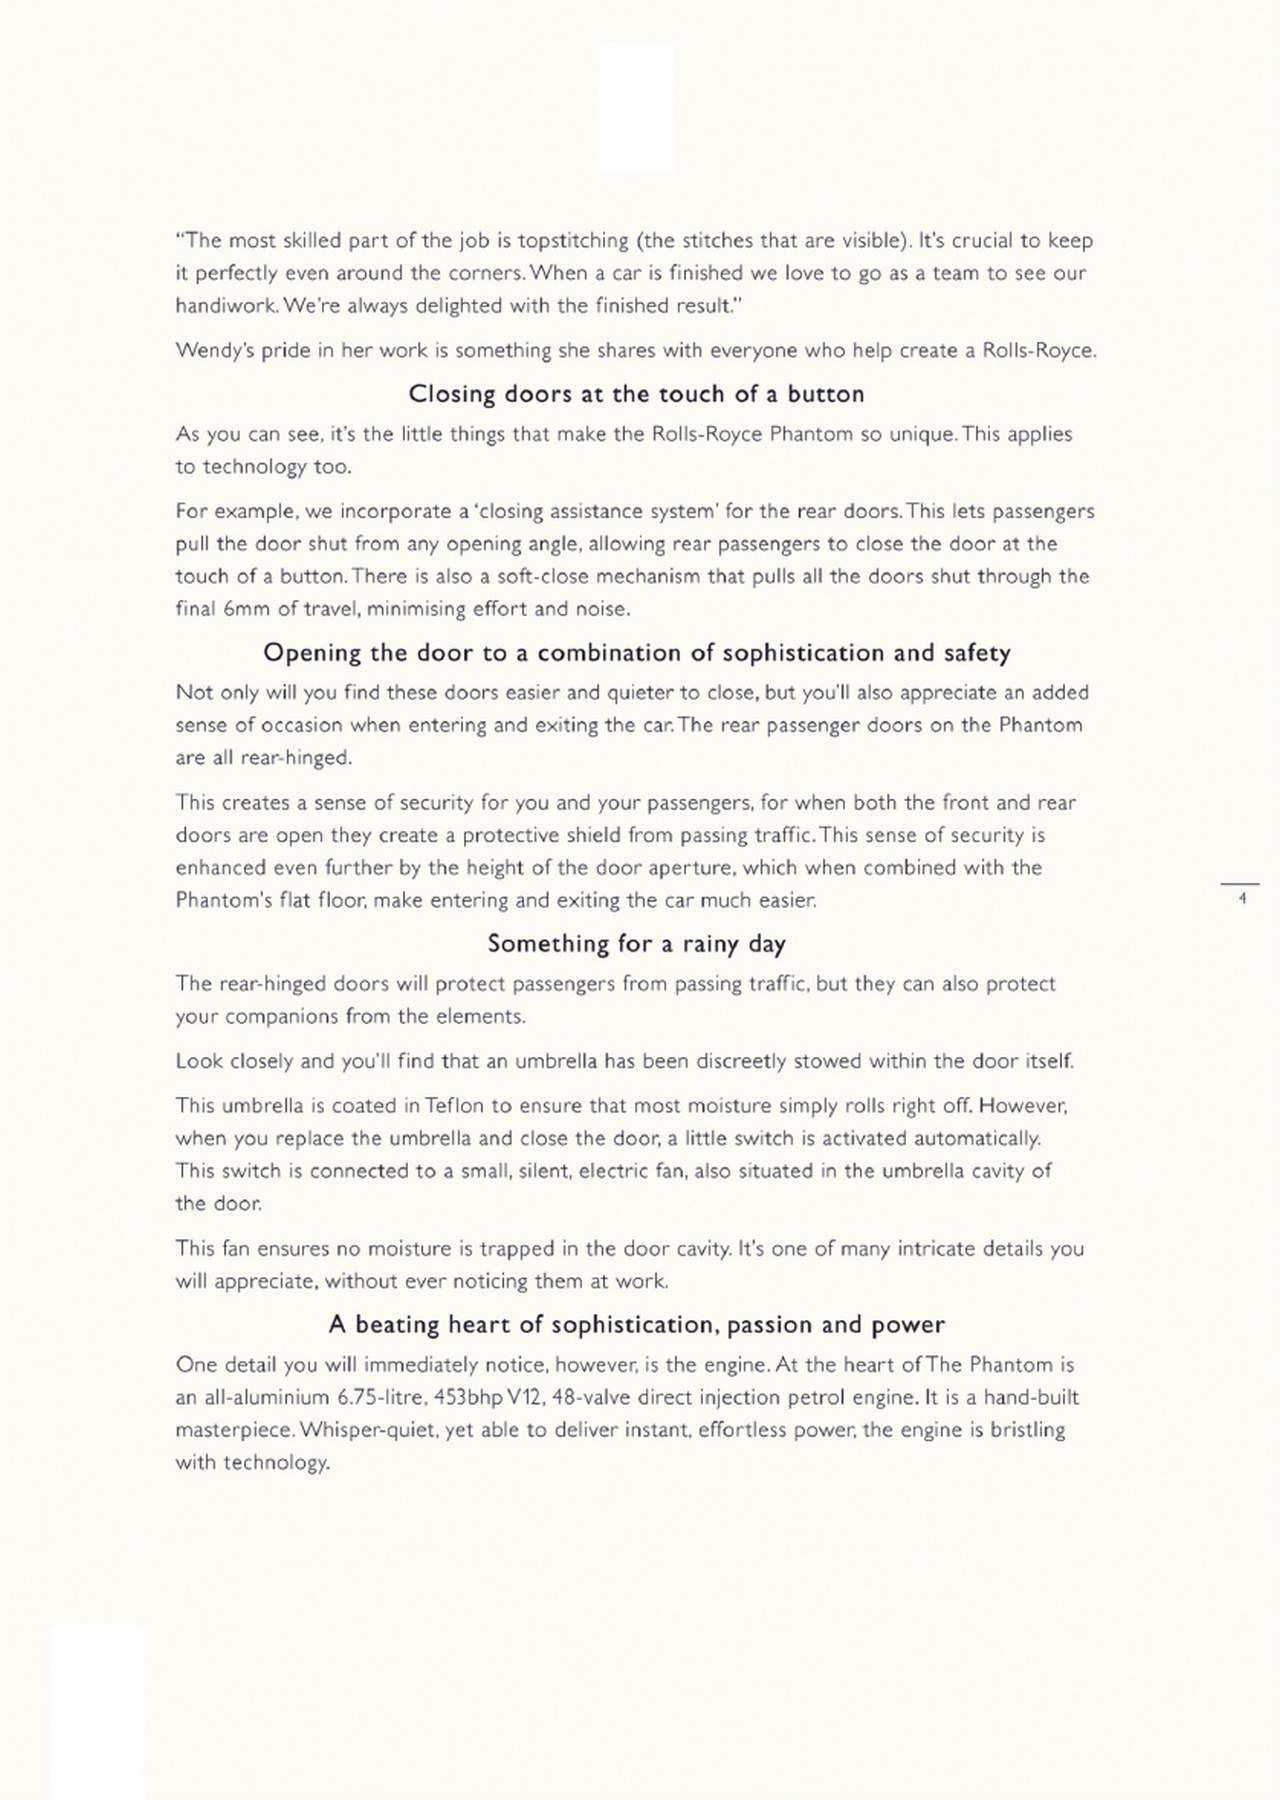 “The most skilled part of the job is topstitching (the stitches that are visible). It’s crucial to keep
it perfectly even around the corners. When a car is finished we love to go as a team to see our
handiwork. We’re always delighted with the finished result.”
Wendy’s pride in her work is something she shares with everyone who help create a Rolls-Royce.
Closing doors at the touch of a button
As you can see, it’s the little things that make the Rolls-Royce Phantom so unique. This applies
to technology too.
For example, we incorporate a ‘closing assistance system’ for the rear doors. This lets passengers
pull the door shut from any opening angle, allowing rear passengers to close the door at the
touch of a button. There is also a soft-close mechanism that pulls all the doors shut through the
final 6mm of travel, minimising effort and noise.
Opening the door to a combination of sophistication and safety
Not only will you find these doors easier and quieter to close, but you’ll also appreciate an added
sense of occasion when entering and exiting the car. The rear passenger doors on the Phantom
are all rear-hinged.
This creates a sense of security for you and your passengers, for when both the front and rear
doors are open they create a protective shield from passing traffic. This sense of security is
enhanced even further by the height of the door aperture, which when combined with the
Phantom’s flat floor, make entering and exiting the car much easier.
4
Something for a rainy day
The rear-hinged doors will protect passengers from passing traffic, but they can also protect
your companions from the elements.
Look closely and you’ll find that an umbrella has been discreetly stowed within the door itself.
This umbrella is coated in Teflon to ensure that most moisture simply rolls right off. However,
when you replace the umbrella and close the door, a little switch is activated automatically.
This switch is connected to a small, silent, electric fan, also situated in the umbrella cavity of
the door.
This fan ensures no moisture is trapped in the door cavity. It’s one of many intricate details you
will appreciate, without ever noticing them at work.
A beating heart of sophistication, passion and power
One detail you will immediately notice, however, is the engine. At the heart of The Phantom is
an all-aluminium 6.75-litre, 453bhp V12, 48-valve direct injection petrol engine. It is a hand-built
masterpiece. Whisper-quiet, yet able to deliver instant, effortless power, the engine is bristling
with technology.